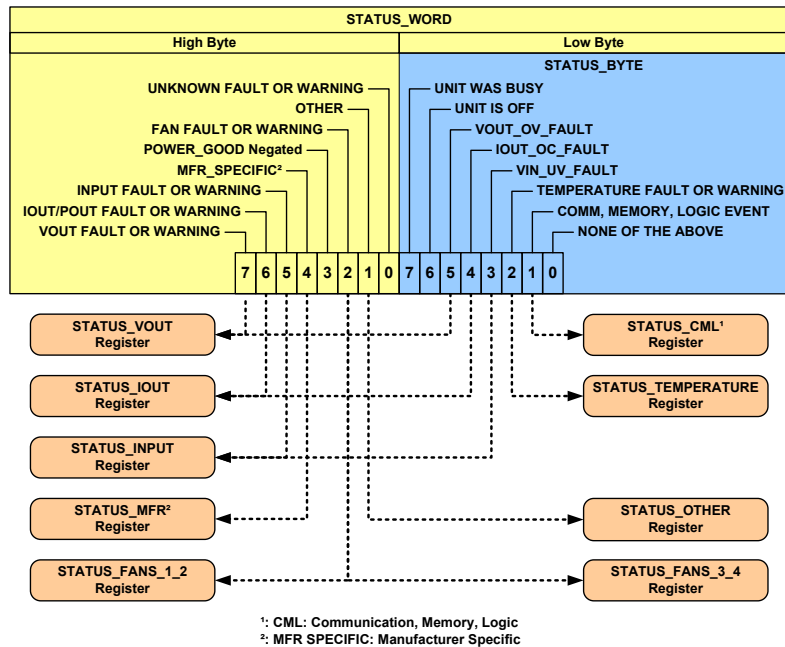 STATUS_WORD
High Byte
Low Byte
STATUS_BYTE
UNKNOWN FAULT OR WARNING
OTHER
FAN FAULT OR WARNING
POWER_GOOD Negated
MFR_SPECIFIC²
INPUT FAULT OR WARNING
IOUT/POUT FAULT OR WARNING
VOUT FAULT OR WARNING
UNIT WAS BUSY
UNIT IS OFF
VOUT_OV_FAULT
IOUT_OC_FAULT
VIN_UV_FAULT
TEMPERATURE FAULT OR WARNING
COMM, MEMORY, LOGIC EVENT
NONE OF THE ABOVE
7 6 5 4 3 2 1 0 7 6 5 4 3 2 1 0
STATUS_VOUT
Register
STATUS_CML¹
Register
STATUS_IOUT
Register
STATUS_TEMPERATURE
Register
STATUS_INPUT
Register
STATUS_MFR²
Register
STATUS_OTHER
Register
STATUS_FANS_1_2
Register
STATUS_FANS_3_4
Register
¹: CML: Communication, Memory, Logic
²: MFR SPECIFIC: Manufacturer Specific